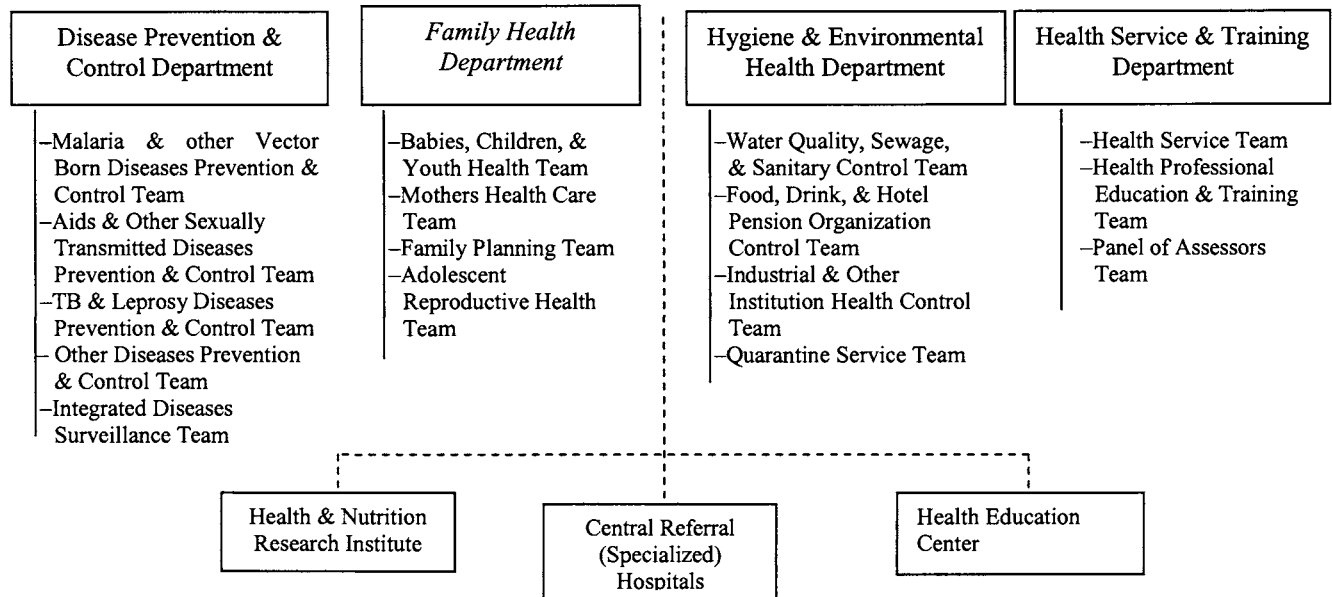 Disease Prevention &
Control Department
Family Health
Department
Hygiene & Environmental
Health Department
Health Service & Training
Department
–Malaria & other Vector
Born Diseases Prevention &
Control Team
–Aids & Other Sexually
Transmitted Diseases
Prevention & Control Team
–TB & Leprosy Diseases
Prevention & Control Team
– Other Diseases Prevention
& Control Team
–Integrated Diseases
Surveillance Team
–Babies, Children, &
Youth Health Team
–Mothers Health Care
Team
–Family Planning Team
–Adolescent
Reproductive Health
Team
–Water Quality, Sewage,
& Sanitary Control Team
–Food, Drink, & Hotel
Pension Organization
Control Team
–Industrial & Other
Institution Health Control
Team
–Quarantine Service Team
–Health Service Team
–Health Professional
Education & Training
Team
–Panel of Assessors
Team
Health & Nutrition
Research Institute
Central Referral
(Specialized)
Hospitals
Health Education
Center